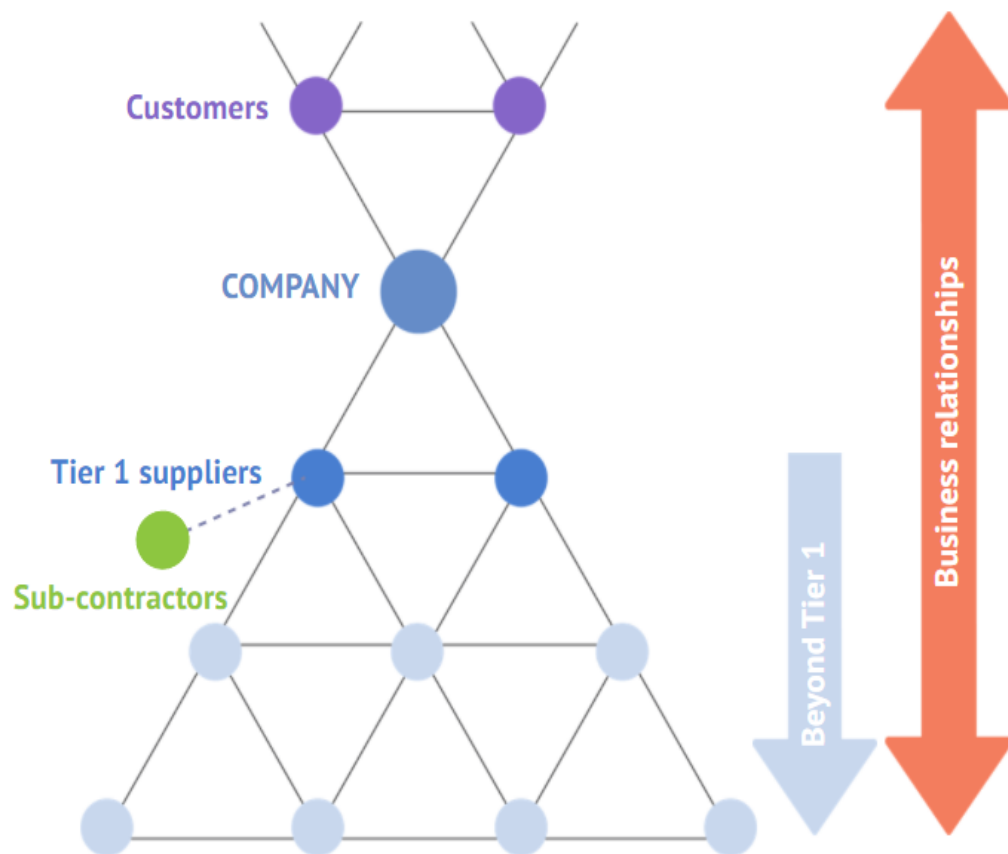 Customers
COMPANY
Tier 1 suppliers
Sub-contractors
Beyond Tier 1
Business relationships